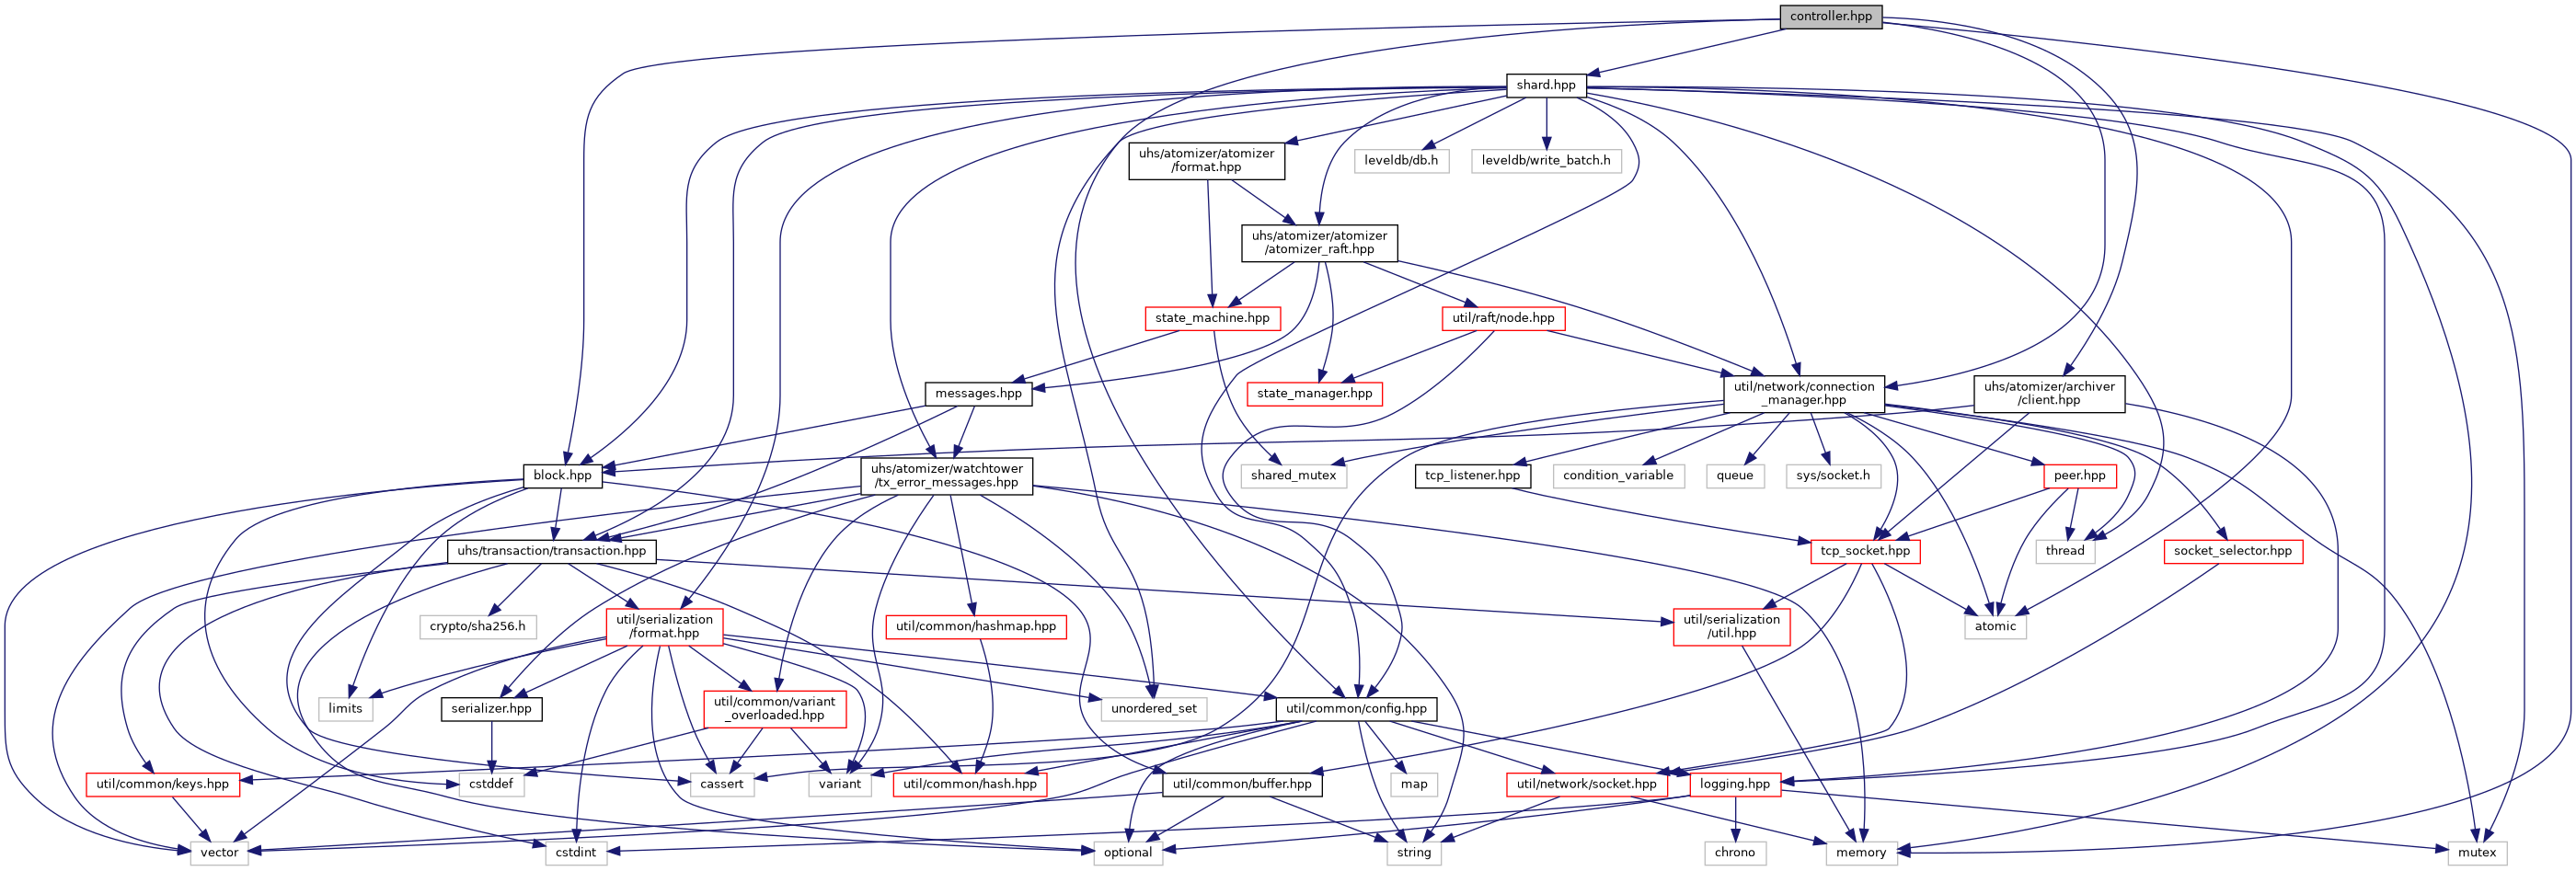 controller.hpp
shard.hpp
uhs/atomizer/atomizer
/format.hpp
leveldb/db.h
leveldb/write_batch.h
uhs/atomizer/atomizer
/atomizer_raft.hpp
state_machine.hpp
util/raft/node.hpp
messages.hpp
state_manager.hpp
util/network/connection
_manager.hpp
uhs/atomizer/archiver
/client.hpp
block.hpp
uhs/atomizer/watchtower
/tx_error_messages.hpp
shared_mutex
tcp_listener.hpp
condition_variable
queue
sys/socket.h
peer.hpp
uhs/transaction/transaction.hpp
tcp_socket.hpp
thread
socket_selector.hpp
crypto/sha256.h
util/serialization
/format.hpp
util/common/hashmap.hpp
util/serialization
/util.hpp
atomic
limits
serializer.hpp
util/common/variant
_overloaded.hpp
unordered_set
util/common/config.hpp
util/common/keys.hpp
cstddef
cassert
variant
util/common/hash.hpp
util/common/buffer.hpp
map
util/network/socket.hpp
logging.hpp
vector
cstdint
optional
string
chrono
memory
mutex